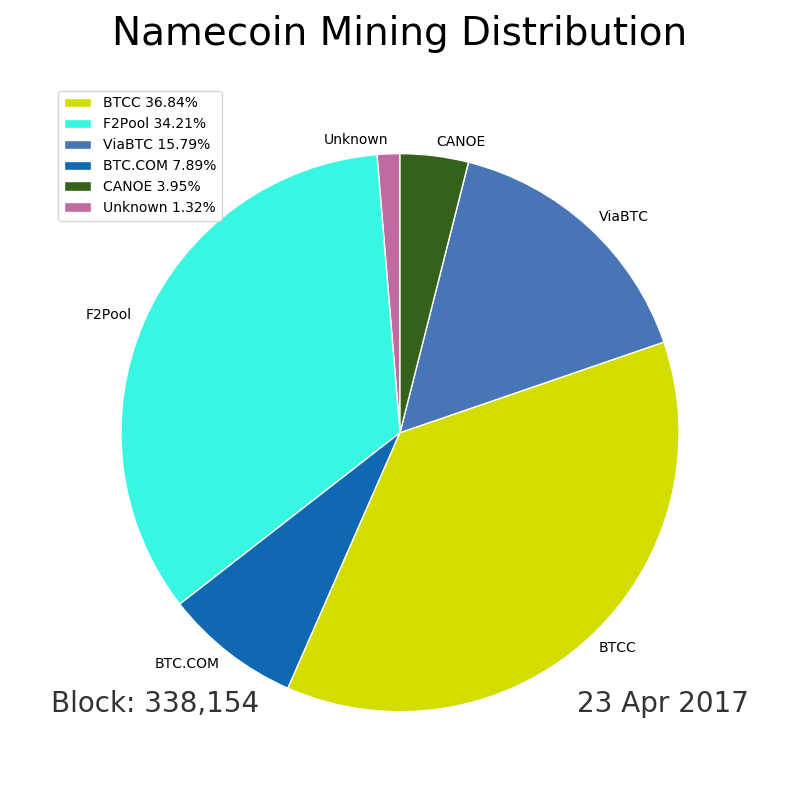 Namecoin Mining Distribution
BTCC 36.84%
F2Pool 34.21%
ViaBTC 15.79%
BTC.COM 7.89%
CANOE 3.95%
Unknown 1.32%
Unknown
CANOE
ViaBTC
F2Pool
BTCC
BTC.COM
Block: 338,154
23 Apr 2017